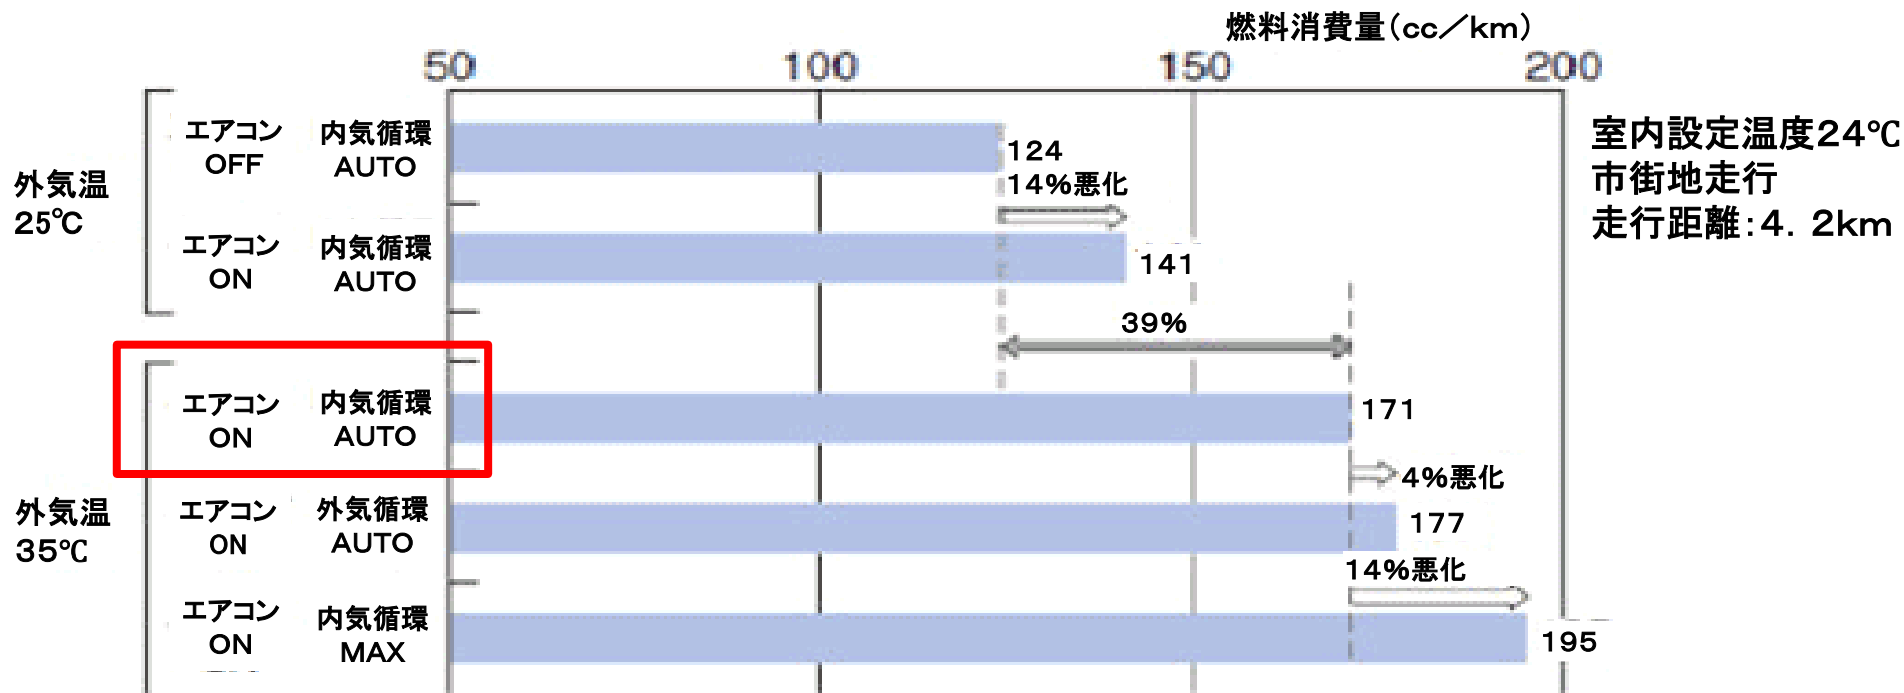 燃料消費量(cc/km)
50 100 150 200
室内設定温度24℃
市街地走行
走行距離:4.2km
外気温
25℃
エアコン
OFF
内気循環
AUTO
124
14%悪化
エアコン
ON
内気循環
AUTO
141
39%
外気温
35℃
エアコン
ON
内気循環
AUTO
171
4%悪化
エアコン
ON
外気循環
AUTO
177
14%悪化
エアコン
ON
内気循環
MAX
195